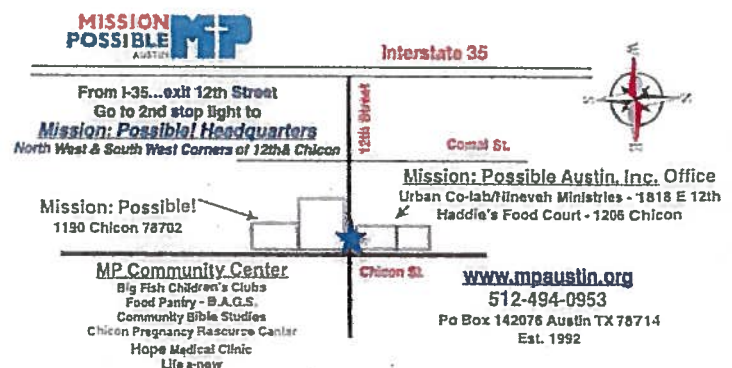 MISSION
POSSIBLE
AUSTIN
MP
Interstate 35
From I-35...exit 12th Street
Go to 2nd stop light to
Mission: Possible! Headquarters
North West & South West Corners of 12th& Chicon
12th Street
Comal St.
W
S
N
E
Mission: Possible Austin, Inc. Office
Urban Co-lab/Nineveh Ministries - 1818 E 12th
Haddie's Food Court - 1206 Chicon
Mission: Possible!
1190 Chicon 78702
Chicon St.
MP Community Center
Big Fish Children's Clubs
Food Pantry - B.A.G.S.
Community Bible Studies
Chicon Pregnancy Resource Center
Hope Medical Clinic
Life a-new
www.mpaustin.org
512-494-0953
Po Box 142076 Austin TX 78714
Est. 1992